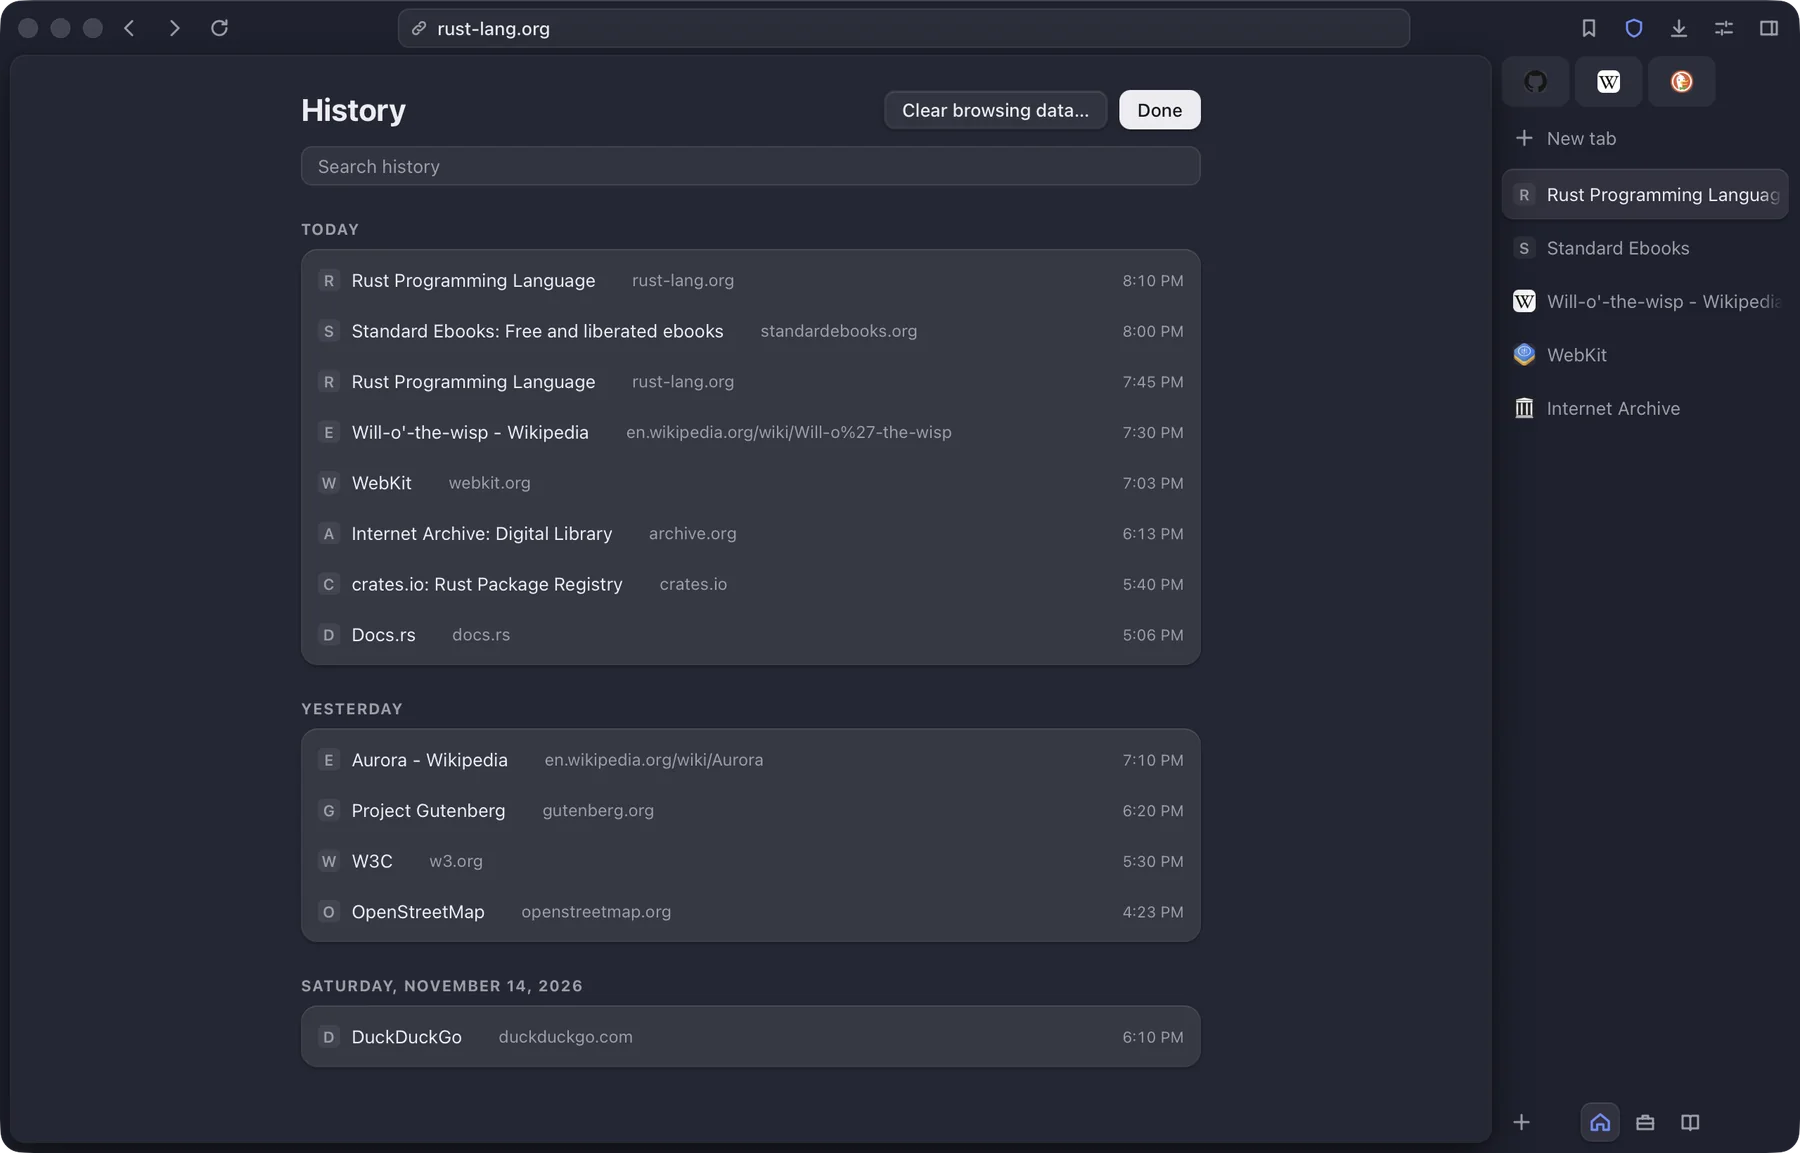 rust-lang.org
History
Clear browsing data...
Done
Search history
TODAY
R Rust Programming Language rust-lang.org 8:10 PM
S Standard Ebooks: Free and liberated ebooks standardebooks.org 8:00 PM
R Rust Programming Language rust-lang.org 7:45 PM
E Will-o'-the-wisp - Wikipedia en.wikipedia.org/wiki/Will-o%27-the-wisp 7:30 PM
W WebKit webkit.org 7:03 PM
A Internet Archive: Digital Library archive.org 6:13 PM
C crates.io: Rust Package Registry crates.io 5:40 PM
D Docs.rs docs.rs 5:06 PM
YESTERDAY
E Aurora - Wikipedia en.wikipedia.org/wiki/Aurora 7:10 PM
G Project Gutenberg gutenberg.org 6:20 PM
W W3C w3.org 5:30 PM
O OpenStreetMap openstreetmap.org 4:23 PM
SATURDAY, NOVEMBER 14, 2026
D DuckDuckGo duckduckgo.com 6:10 PM
W
New tab
R Rust Programming Languag
S Standard Ebooks
W Will-o'-the-wisp - Wikipedia
WebKit
Internet Archive